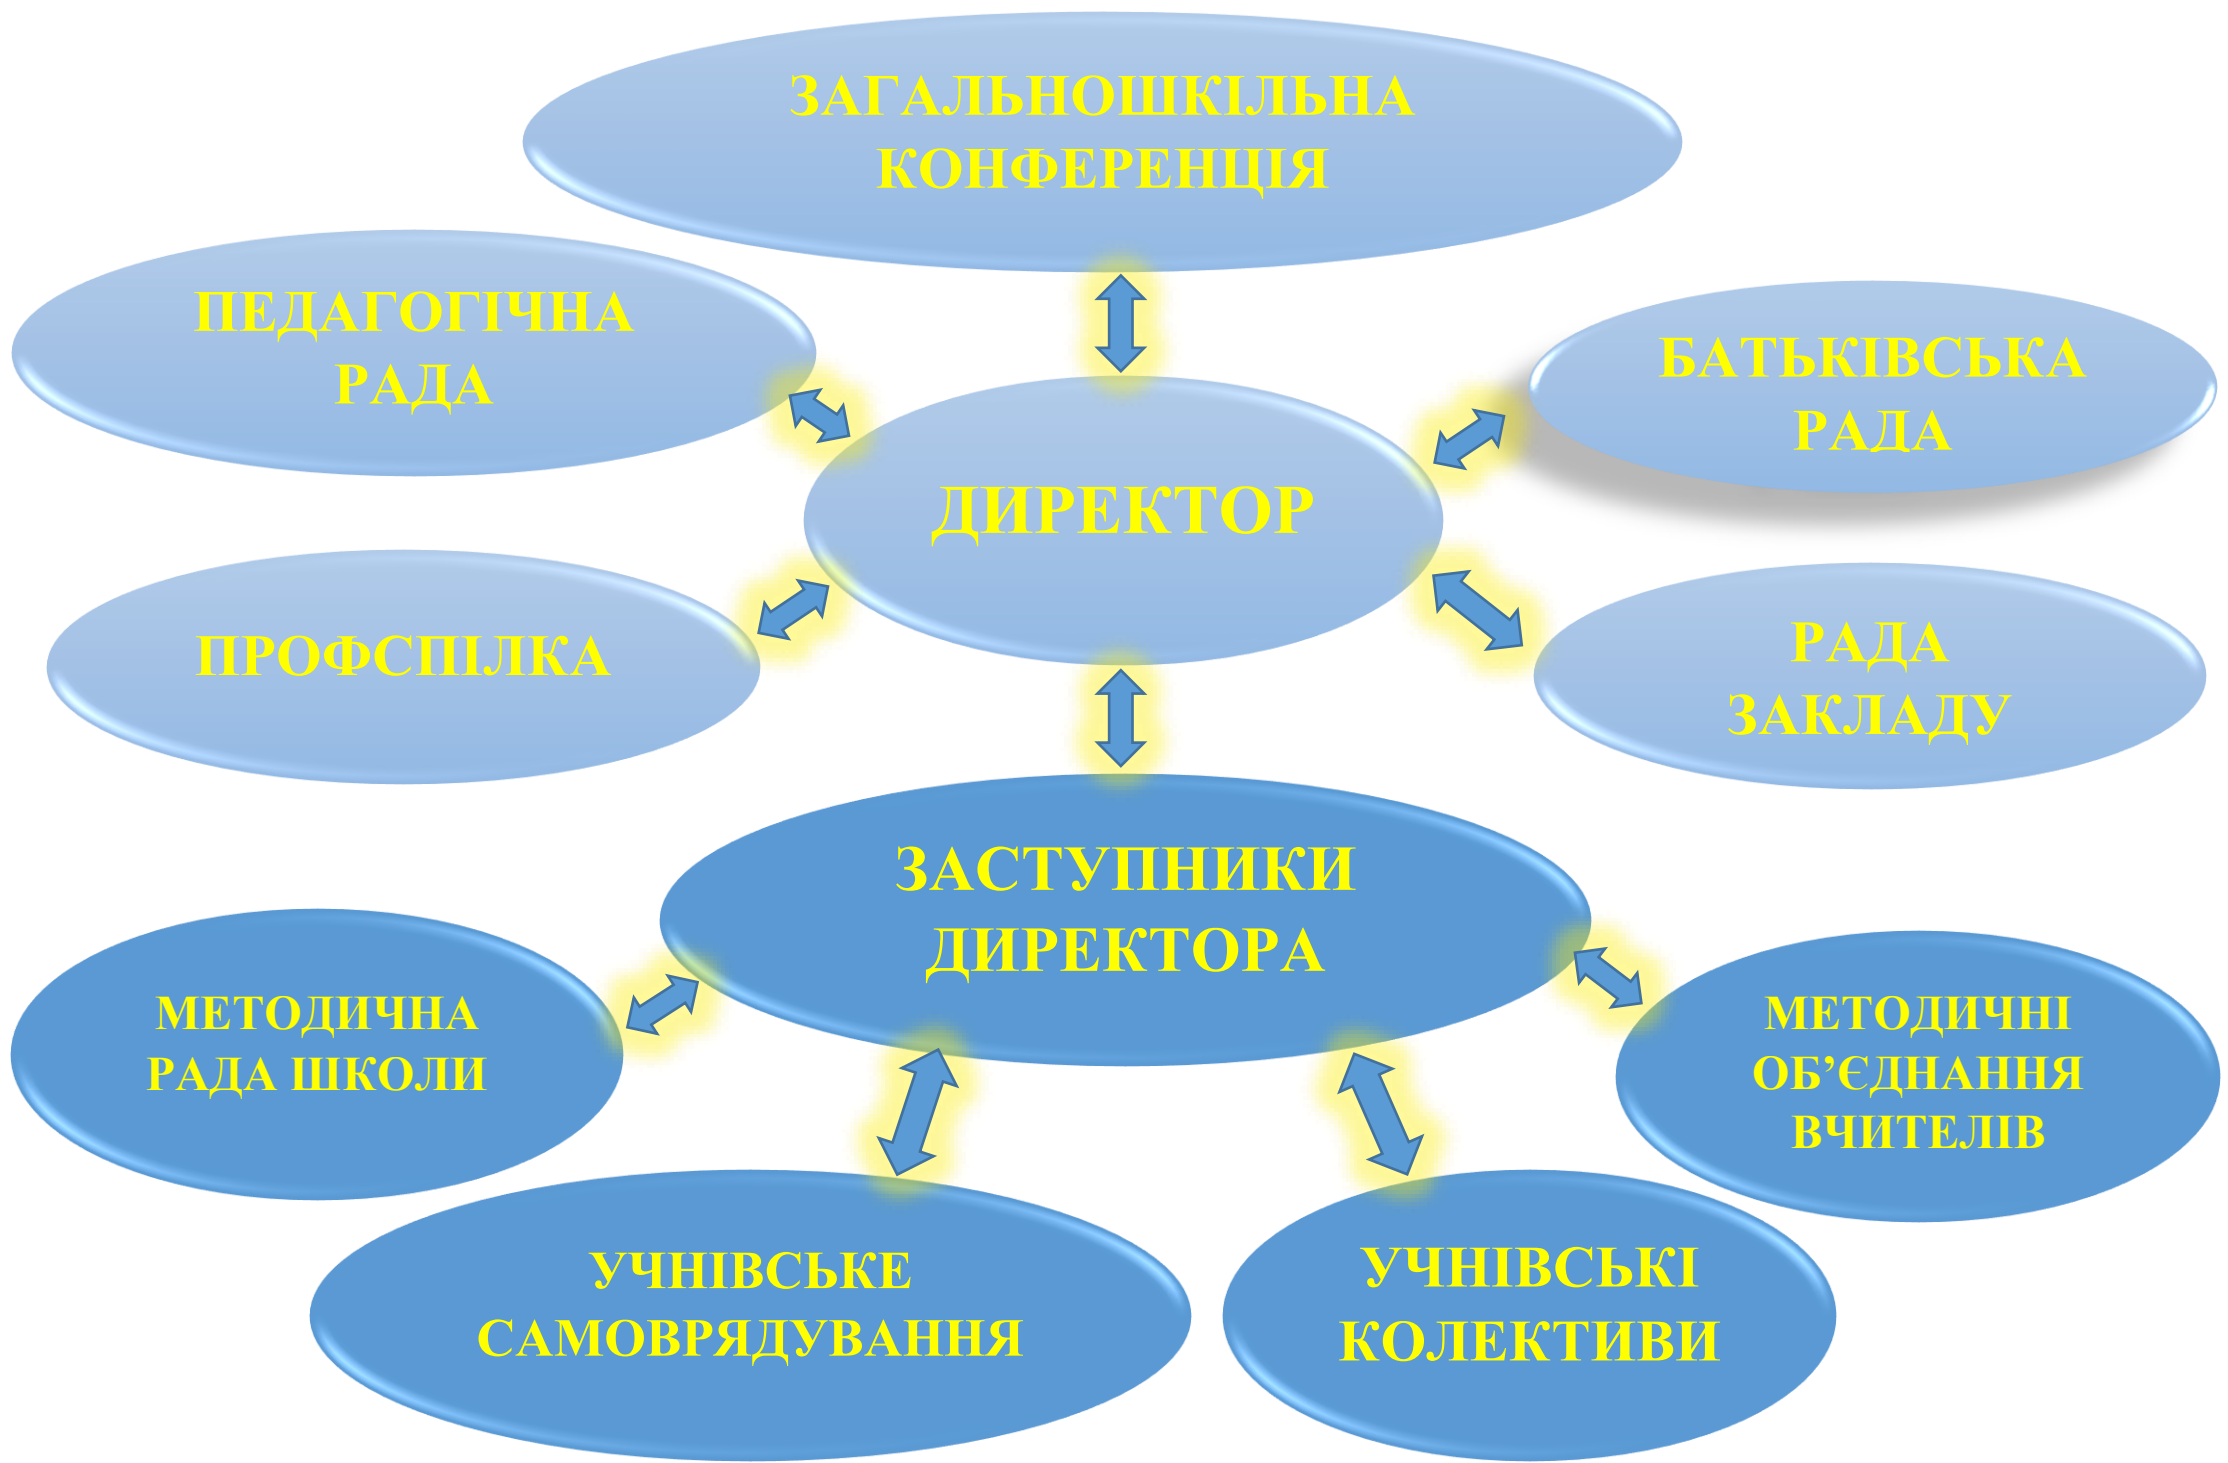 ЗАГАЛЬНОШКІЛЬНА
КОНФЕРЕНЦІЯ
ПЕДАГОГІЧНА
РАДА
БАТЬКІВСЬКА
РАДА
ДИРЕКТОР
ПРОФСПІЛКА
РАДА
ЗАКЛАДУ
ЗАСТУПНИКИ
ДИРЕКТОРА
МЕТОДИЧНА
РАДА ШКОЛИ
МЕТОДИЧНІ
ОБ’ЄДНАННЯ
ВЧИТЕЛІВ
УЧНІВСЬКЕ
САМОВРЯДУВАННЯ
УЧНІВСЬКІ
КОЛЕКТИВИ